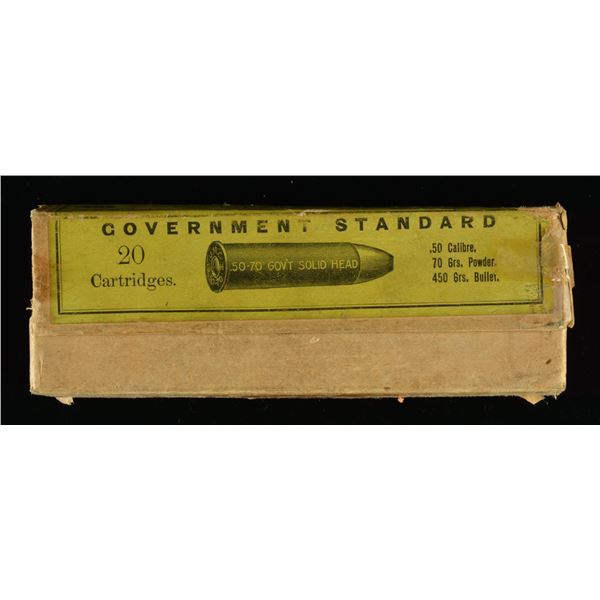 GOVERNMENT STANDARD
20
Cartridges.
.50-70 GOV'T SOLID HEAD
.50 Calibre.
70 Grs. Powder.
450 Grs. Bullet.